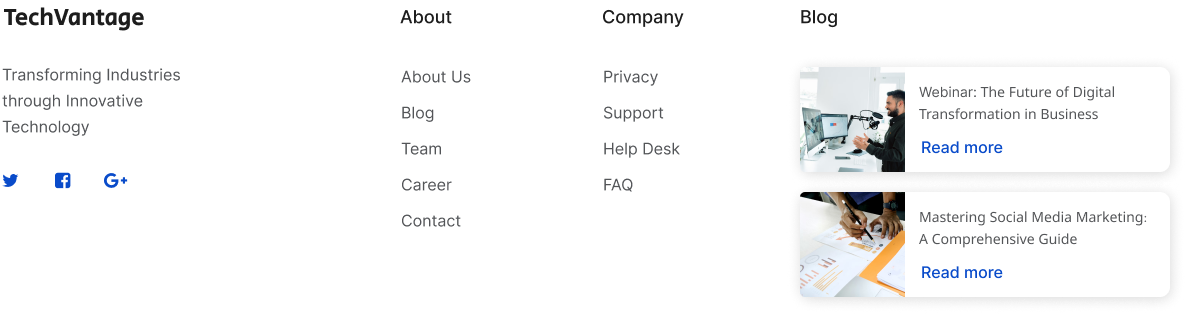 TechVantage
Transforming Industries
through Innovative
Technology
About
About Us
Blog
Team
Career
Contact
Company
Privacy
Support
Help Desk
FAQ
Blog
Webinar: The Future of Digital
Transformation in Business
Read more
Mastering Social Media Marketing:
A Comprehensive Guide
Read more